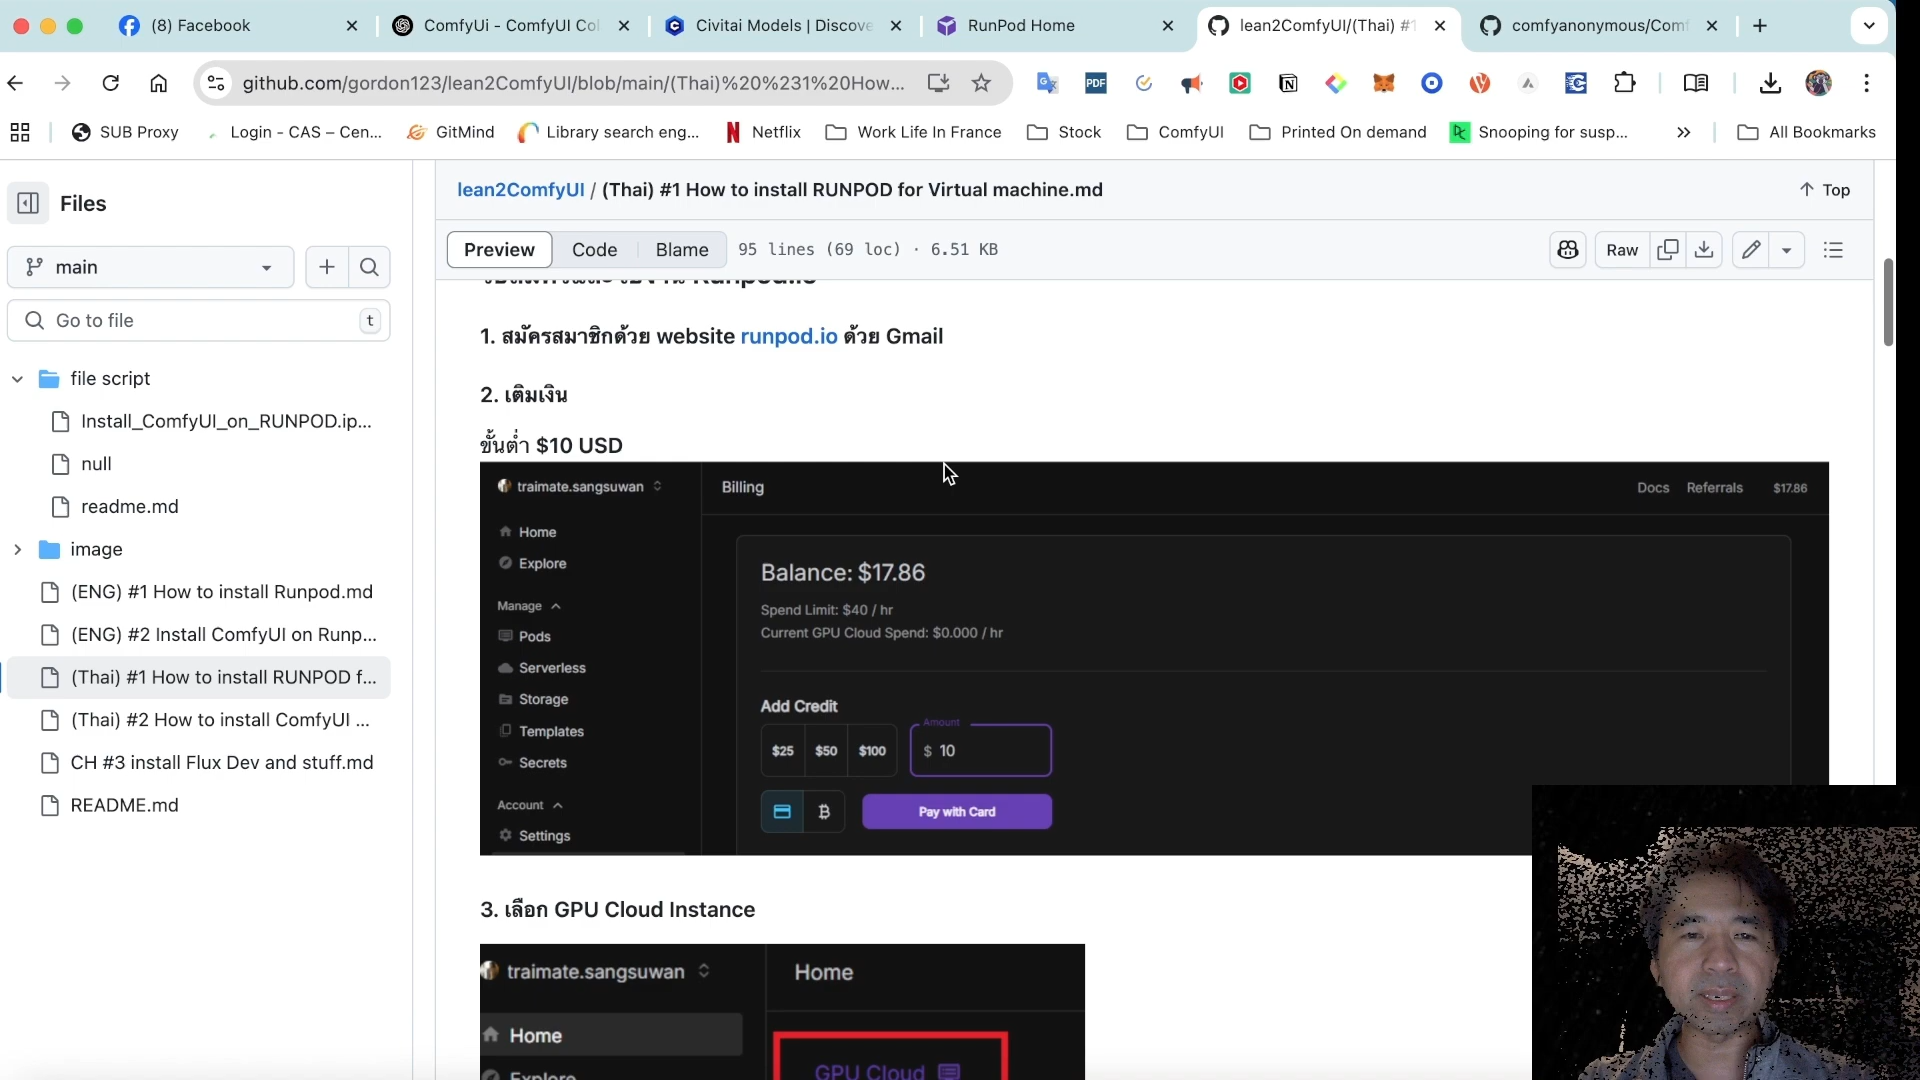 (8) Facebook
ComfyUi - ComfyUI Col
Civitai Models | Discove
RunPod Home
lean2ComfyUI/(Thai) #1
comfyanonymous/Comf
github.com/gordon123/lean2ComfyUI/blob/main/(Thai)%20%231%20How...
SUB Proxy
Login - CAS – Cen...
GitMind
Library search eng...
Netflix
Work Life In France
Stock
ComfyUI
Printed On demand
Snooping for susp...
All Bookmarks
Files
main
Go to file
t
file script
Install_ComfyUI_on_RUNPOD.ip...
null
readme.md
image
(ENG) #1 How to install Runpod.md
(ENG) #2 Install ComfyUI on Runp...
(Thai) #1 How to install RUNPOD f...
(Thai) #2 How to install ComfyUI ...
CH #3 install Flux Dev and stuff.md
README.md
lean2ComfyUI / (Thai) #1 How to install RUNPOD for Virtual machine.md
Top
Preview
Code
Blame
95 lines (69 loc) · 6.51 KB
Raw
1. สมัครสมาชิกด้วย website runpod.io ด้วย Gmail
2. เติมเงิน
ขั้นต่ำ $10 USD
traimate.sangsuwan
Billing
Docs
Referrals
$17.86
Home
Explore
Manage
Pods
Serverless
Storage
Templates
Secrets
Account
Settings
Balance: $17.86
Spend Limit: $40 / hr
Current GPU Cloud Spend: $0.000 / hr
Add Credit
$25
$50
$100
Amount
$ 10
Pay with Card
3. เลือก GPU Cloud Instance
traimate.sangsuwan
Home
Home
Explore
GPU Cloud